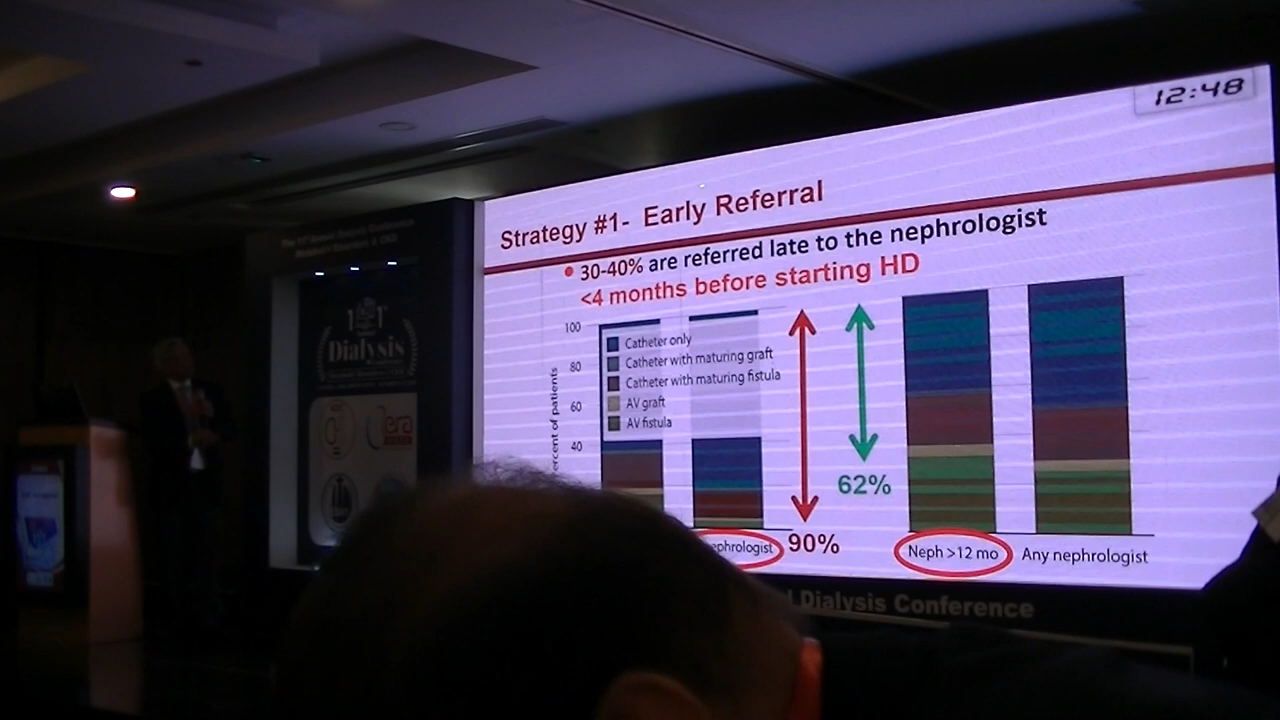 12:48
Strategy #1- Early Referral
30-40% are referred late to the nephrologist
<4 months before starting HD
100
80
60
40
Catheter only
Catheter with maturing graft
Catheter with maturing fistula
AV graft
AV fistula
of patients
62%
90%
Neph >12 mo
Any nephrologist
Dialysis Conference
Dialysis
era